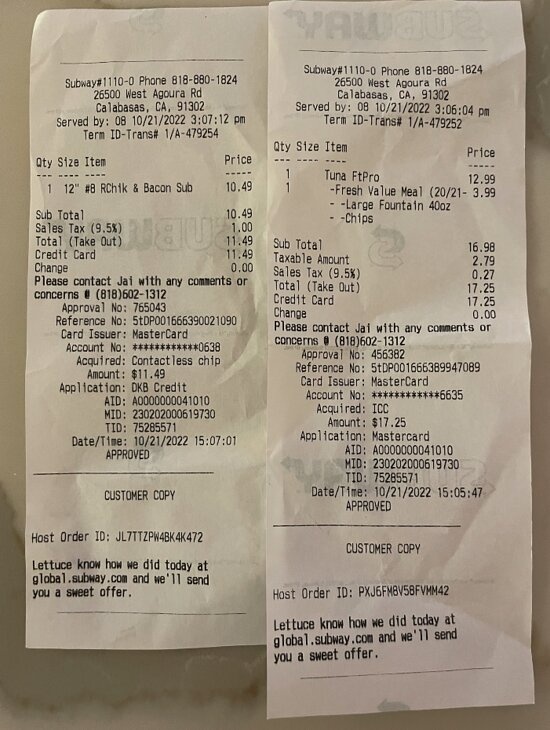 Subway#1110-0 Phone 818-880-1824
26500 West Agoura Rd
Calabasas, CA, 91302
Served by: 08 10/21/2022 3:07:12 pm
Term ID-Trans# 1/A-479254
Qty Size Item Price
--- ---- ---- -----
1 12" #8 RChik & Bacon Sub 10.49
Sub Total 10.49
Sales Tax (9.5%) 1.00
Total (Take Out) 11.49
Credit Card 11.49
Change 0.00
Please contact Jai with any comments or
concerns @ (818)602-1312
Approval No: 765043
Reference No: 5tDP001666390021090
Card Issuer: MasterCard
Account No: ************0638
Acquired: Contactless chip
Amount: $11.49
Application: DKB Credit
AID: A0000000041010
MID: 230202000619730
TID: 75285571
Date/Time: 10/21/2022 15:07:01
APPROVED
CUSTOMER COPY
Host Order ID: JL7TTZPW4BK4K472
Lettuce know how we did today at
global.subway.com and we'll send
you a sweet offer.
SUBWAY
Subway#1110-0 Phone 818-880-1824
26500 West Agoura Rd
Calabasas, CA, 91302
Served by: 08 10/21/2022 3:06:04 pm
Term ID-Trans# 1/A-479252
Qty Size Item Price
--- ---- ---- -----
1 Tuna FtPro 12.99
1 -Fresh Value Meal (20/21- 3.99
- -Large Fountain 40oz
- -Chips
Sub Total 16.98
Taxable Amount 2.79
Sales Tax (9.5%) 0.27
Total (Take Out) 17.25
Credit Card 17.25
Change 0.00
Please contact Jai with any comments or
concerns @ (818)602-1312
Approval No: 456382
Reference No: 5tDP001666389947089
Card Issuer: MasterCard
Account No: ************6635
Acquired: ICC
Amount: $17.25
Application: Mastercard
AID: A0000000041010
MID: 230202000619730
TID: 75285571
Date/Time: 10/21/2022 15:05:47
APPROVED
CUSTOMER COPY
Host Order ID: PXJ6FM8V58FVMM42
Lettuce know how we did today at
global.subway.com and we'll send
you a sweet offer.